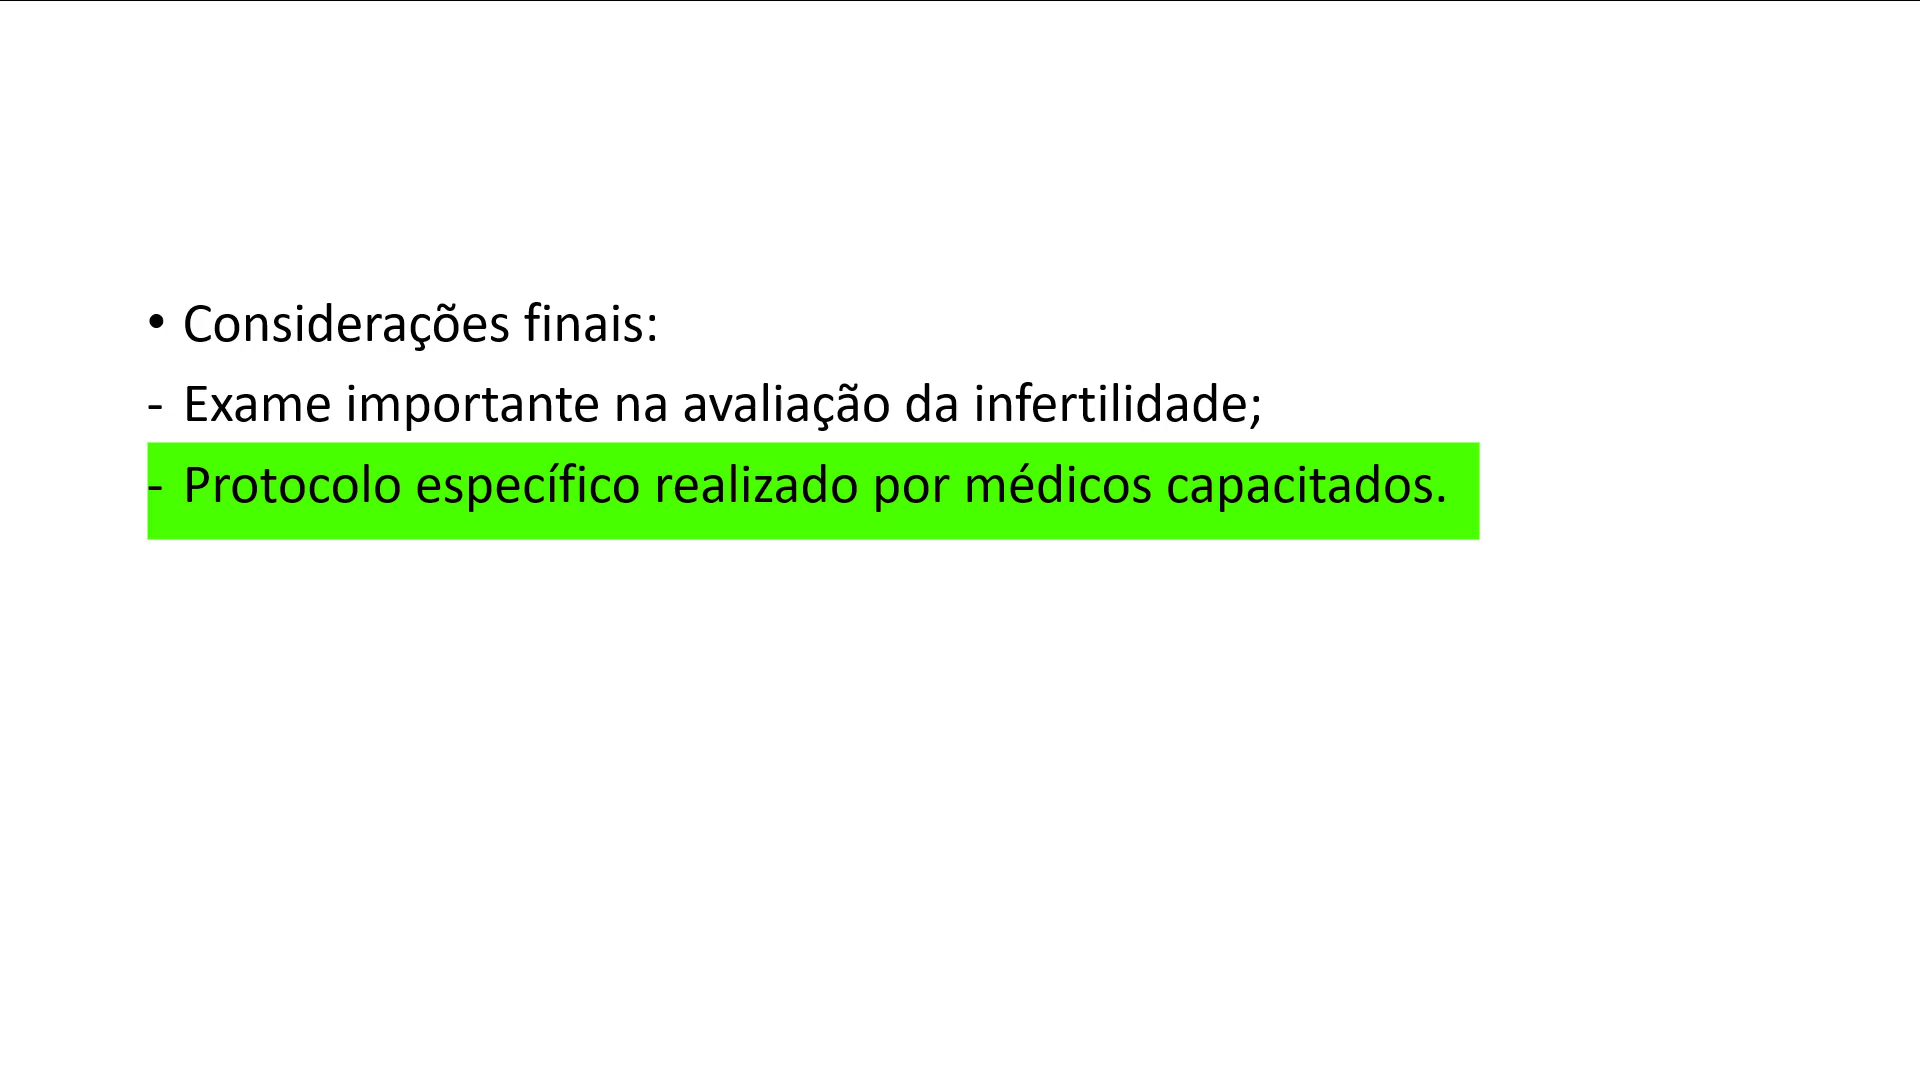 • Considerações finais:
- Exame importante na avaliação da infertilidade;
- Protocolo específico realizado por médicos capacitados.